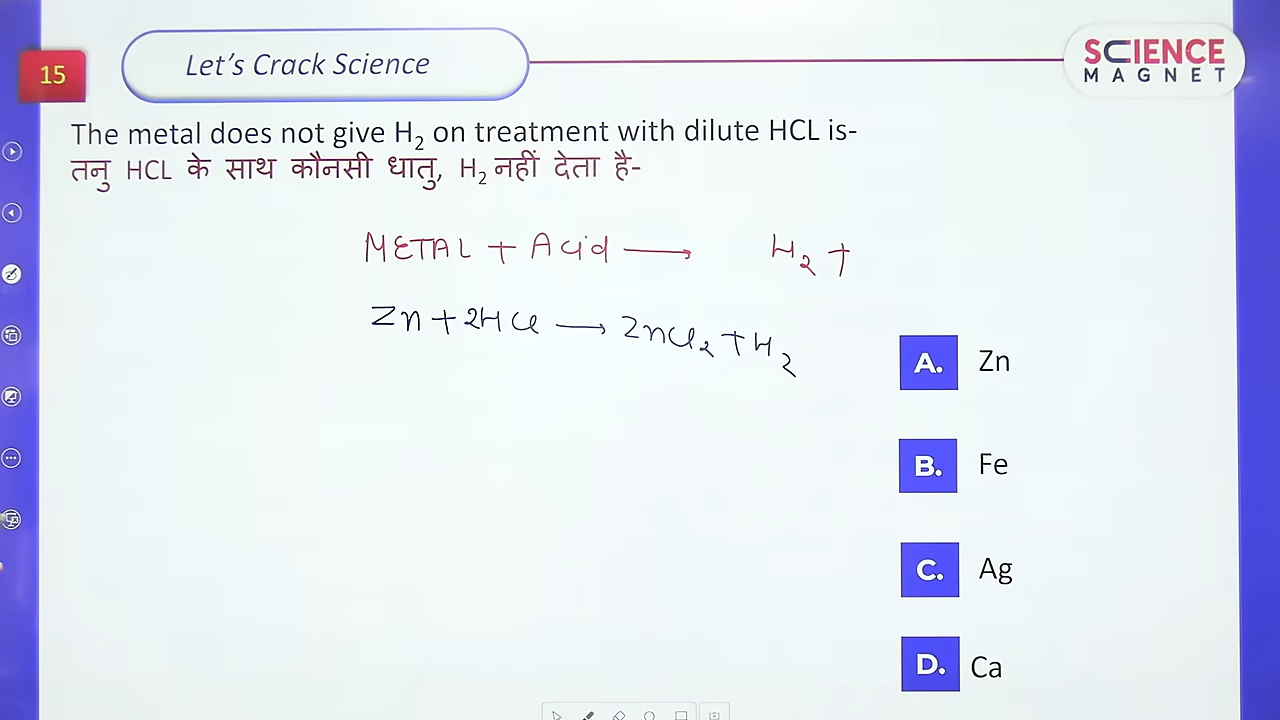 15
Let's Crack Science
SCIENCE
MAGNET
The metal does not give H₂ on treatment with dilute HCL is-
तनु HCL के साथ कौनसी धातु, H₂ नहीं देता है-
METAL + Acid ⟶ H₂ ↑
Zn + 2HCl ⟶ ZnCl₂ + H₂
A. Zn
B. Fe
C. Ag
D. Ca